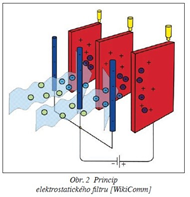 Obr. 2 Princip
elektrostatického filtru [WikiComm]